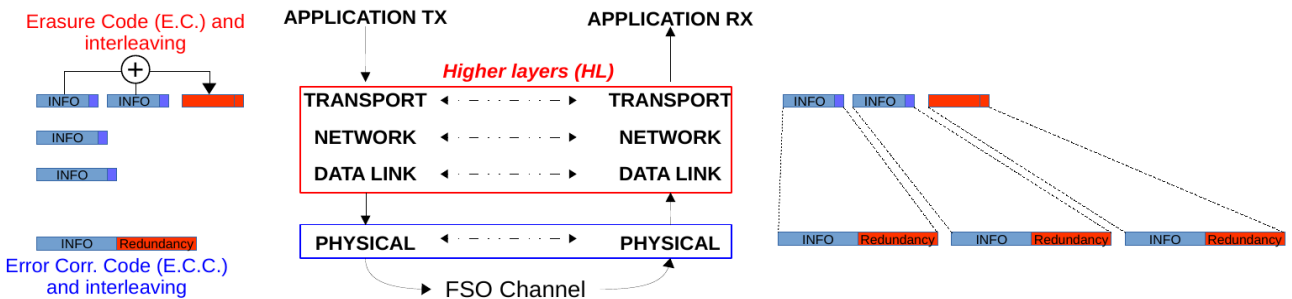 Erasure Code (E.C.) and
interleaving
+
INFO INFO
INFO
INFO
INFO Redundancy
Error Corr. Code (E.C.C.)
and interleaving
APPLICATION TX APPLICATION RX
Higher layers (HL)
TRANSPORT TRANSPORT
NETWORK NETWORK
DATA LINK DATA LINK
PHYSICAL PHYSICAL
FSO Channel
INFO INFO
INFO Redundancy INFO Redundancy INFO Redundancy